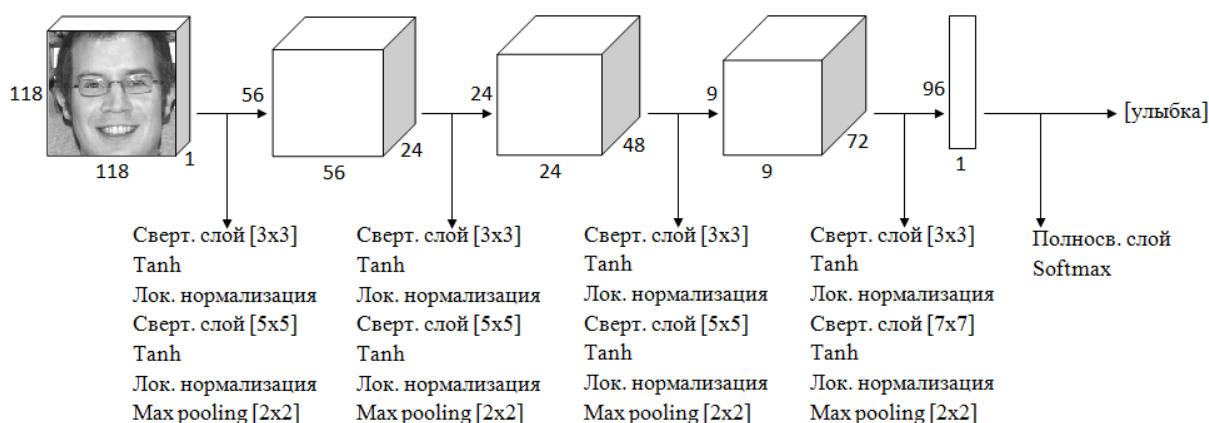 118
118
1
56
56
24
24
24
48
9
9
72
96
1
[улыбка]
Сверт. слой [3x3]
Tanh
Лок. нормализация
Сверт. слой [5x5]
Tanh
Лок. нормализация
Max pooling [2x2]
Сверт. слой [3x3]
Tanh
Лок. нормализация
Сверт. слой [5x5]
Tanh
Лок. нормализация
Max pooling [2x2]
Сверт. слой [3x3]
Tanh
Лок. нормализация
Сверт. слой [5x5]
Tanh
Лок. нормализация
Max pooling [2x2]
Сверт. слой [3x3]
Tanh
Лок. нормализация
Сверт. слой [7x7]
Tanh
Лок. нормализация
Max pooling [2x2]
Полносв. слой
Softmax